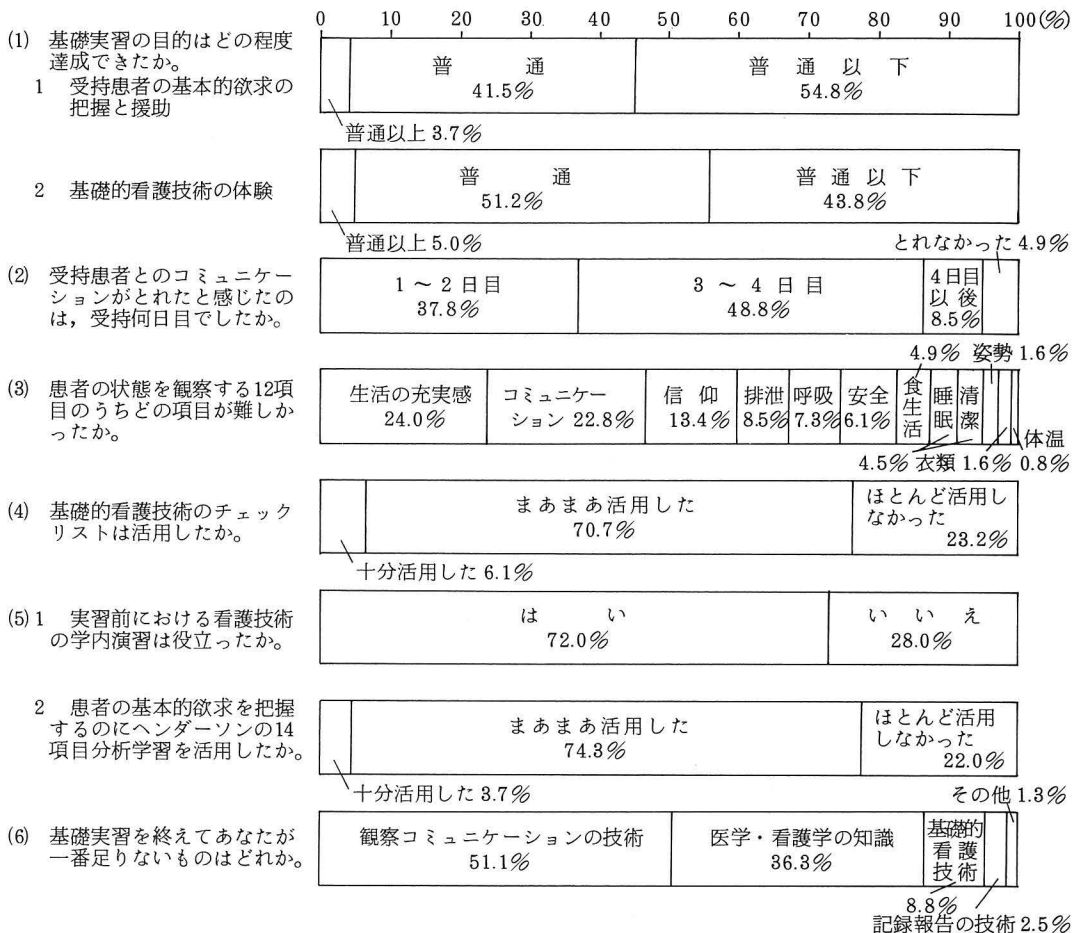 0 10 20 30 40 50 60 70 80 90 100(%)
(1) 基礎実習の目的はどの程度
達成できたか。
1 受持患者の基本的欲求の
把握と援助
普通
41.5%
普通以下
54.8%
普通以上 3.7%
2 基礎的看護技術の体験
普通
51.2%
普通以下
43.8%
普通以上 5.0%
とれなかった 4.9%
(2) 受持患者とのコミュニケー
ションがとれたと感じたの
は，受持何日目でしたか。
1～2日目
37.8%
3～4日目
48.8%
4日目
以後
8.5%
4.9% 姿勢 1.6%
(3) 患者の状態を観察する12項
目のうちどの項目が難しか
ったか。
生活の充実感
24.0%
コミュニケー
ション 22.8%
信仰
13.4%
排泄
8.5%
呼吸
7.3%
安全
6.1%
食生活
睡眠
清潔
体温
4.5% 衣類 1.6% 0.8%
(4) 基礎的看護技術のチェック
リストは活用したか。
まあまあ活用した
70.7%
ほとんど活用し
なかった
23.2%
十分活用した 6.1%
(5) 1 実習前における看護技術
の学内演習は役立ったか。
はい
72.0%
いいえ
28.0%
2 患者の基本的欲求を把握
するのにヘンダーソンの14
項目分析学習を活用したか。
まあまあ活用した
74.3%
ほとんど活用
しなかった
22.0%
十分活用した 3.7%
その他 1.3%
(6) 基礎実習を終えてあなたが
一番足りないものはどれか。
観察コミュニケーションの技術
51.1%
医学・看護学の知識
36.3%
基礎的
看護
技術
8.8%
記録報告の技術 2.5%